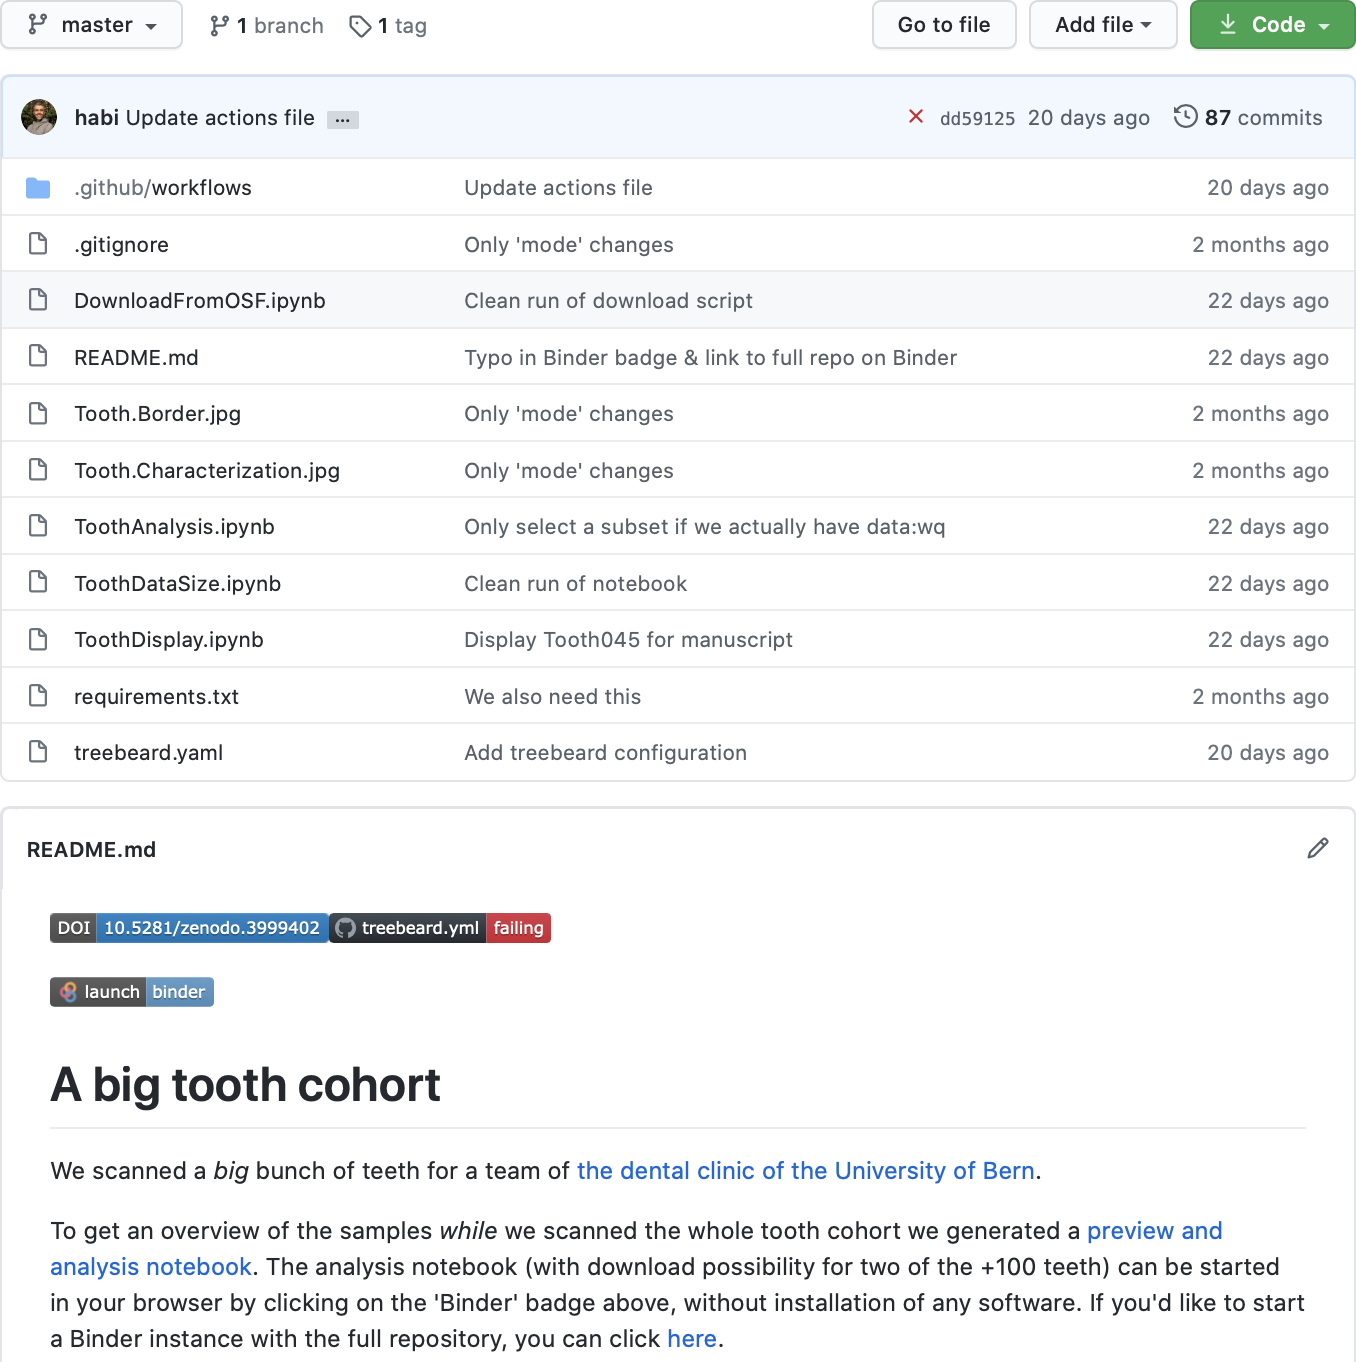 master 1 branch 1 tag Go to file Add file Code
habi Update actions file ... dd59125 20 days ago 87 commits
.github/workflows Update actions file 20 days ago
.gitignore Only 'mode' changes 2 months ago
DownloadFromOSF.ipynb Clean run of download script 22 days ago
README.md Typo in Binder badge & link to full repo on Binder 22 days ago
Tooth.Border.jpg Only 'mode' changes 2 months ago
Tooth.Characterization.jpg Only 'mode' changes 2 months ago
ToothAnalysis.ipynb Only select a subset if we actually have data:wq 22 days ago
ToothDataSize.ipynb Clean run of notebook 22 days ago
ToothDisplay.ipynb Display Tooth045 for manuscript 22 days ago
requirements.txt We also need this 2 months ago
treebeard.yaml Add treebeard configuration 20 days ago
README.md
DOI 10.5281/zenodo.3999402 treebeard.yml failing
launch binder
A big tooth cohort
We scanned a big bunch of teeth for a team of the dental clinic of the University of Bern.
To get an overview of the samples while we scanned the whole tooth cohort we generated a preview and
analysis notebook. The analysis notebook (with download possibility for two of the +100 teeth) can be started
in your browser by clicking on the 'Binder' badge above, without installation of any software. If you'd like to start
a Binder instance with the full repository, you can click here.